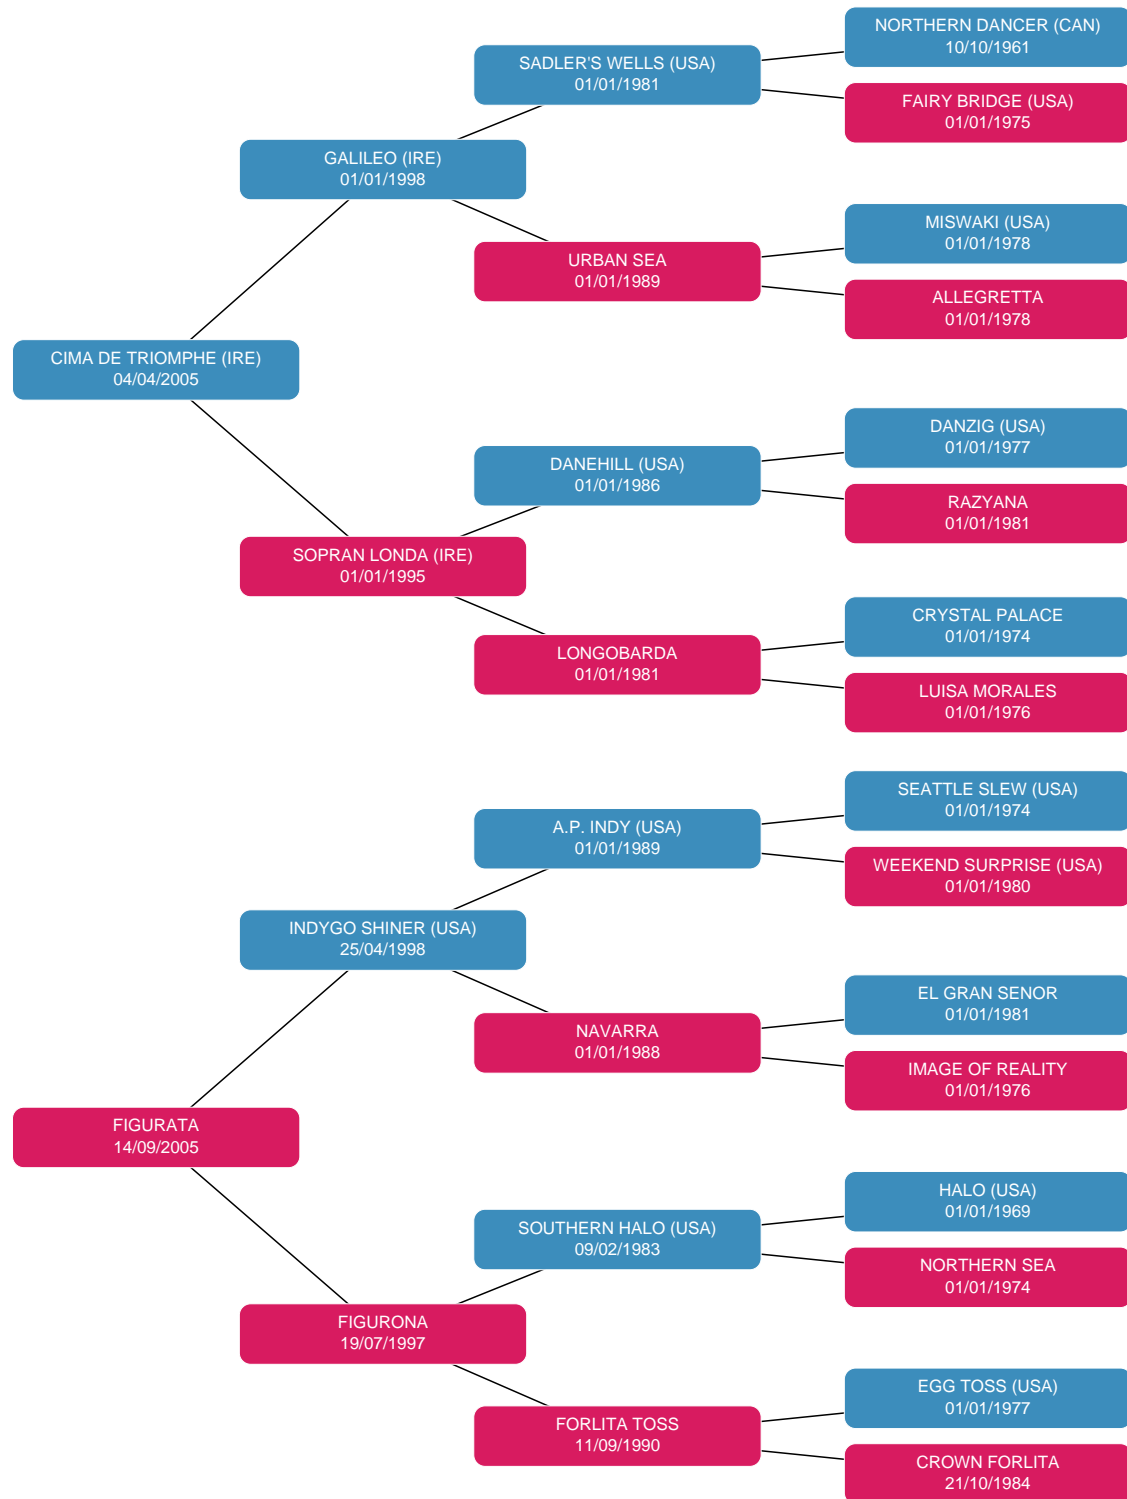 NORTHERN DANCER (CAN)
10/10/1961
SADLER'S WELLS (USA)
01/01/1981
FAIRY BRIDGE (USA)
01/01/1975
GALILEO (IRE)
01/01/1998
MISWAKI (USA)
01/01/1978
URBAN SEA
01/01/1989
ALLEGRETTA
01/01/1978
CIMA DE TRIOMPHE (IRE)
04/04/2005
DANZIG (USA)
01/01/1977
DANEHILL (USA)
01/01/1986
RAZYANA
01/01/1981
SOPRAN LONDA (IRE)
01/01/1995
CRYSTAL PALACE
01/01/1974
LONGOBARDA
01/01/1981
LUISA MORALES
01/01/1976
SEATTLE SLEW (USA)
01/01/1974
A.P. INDY (USA)
01/01/1989
WEEKEND SURPRISE (USA)
01/01/1980
INDYGO SHINER (USA)
25/04/1998
EL GRAN SENOR
01/01/1981
NAVARRA
01/01/1988
IMAGE OF REALITY
01/01/1976
FIGURATA
14/09/2005
HALO (USA)
01/01/1969
SOUTHERN HALO (USA)
09/02/1983
NORTHERN SEA
01/01/1974
FIGURONA
19/07/1997
EGG TOSS (USA)
01/01/1977
FORLITA TOSS
11/09/1990
CROWN FORLITA
21/10/1984